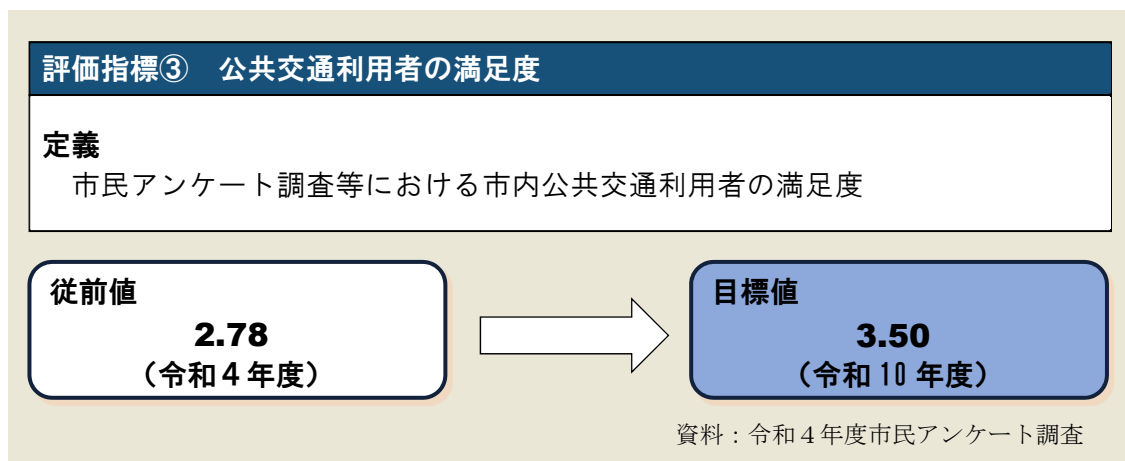 評価指標③ 公共交通利用者の満足度
定義
市民アンケート調査等における市内公共交通利用者の満足度
従前値
2.78
（令和４年度）
目標値
3.50
（令和 10 年度）
資料：令和４年度市民アンケート調査